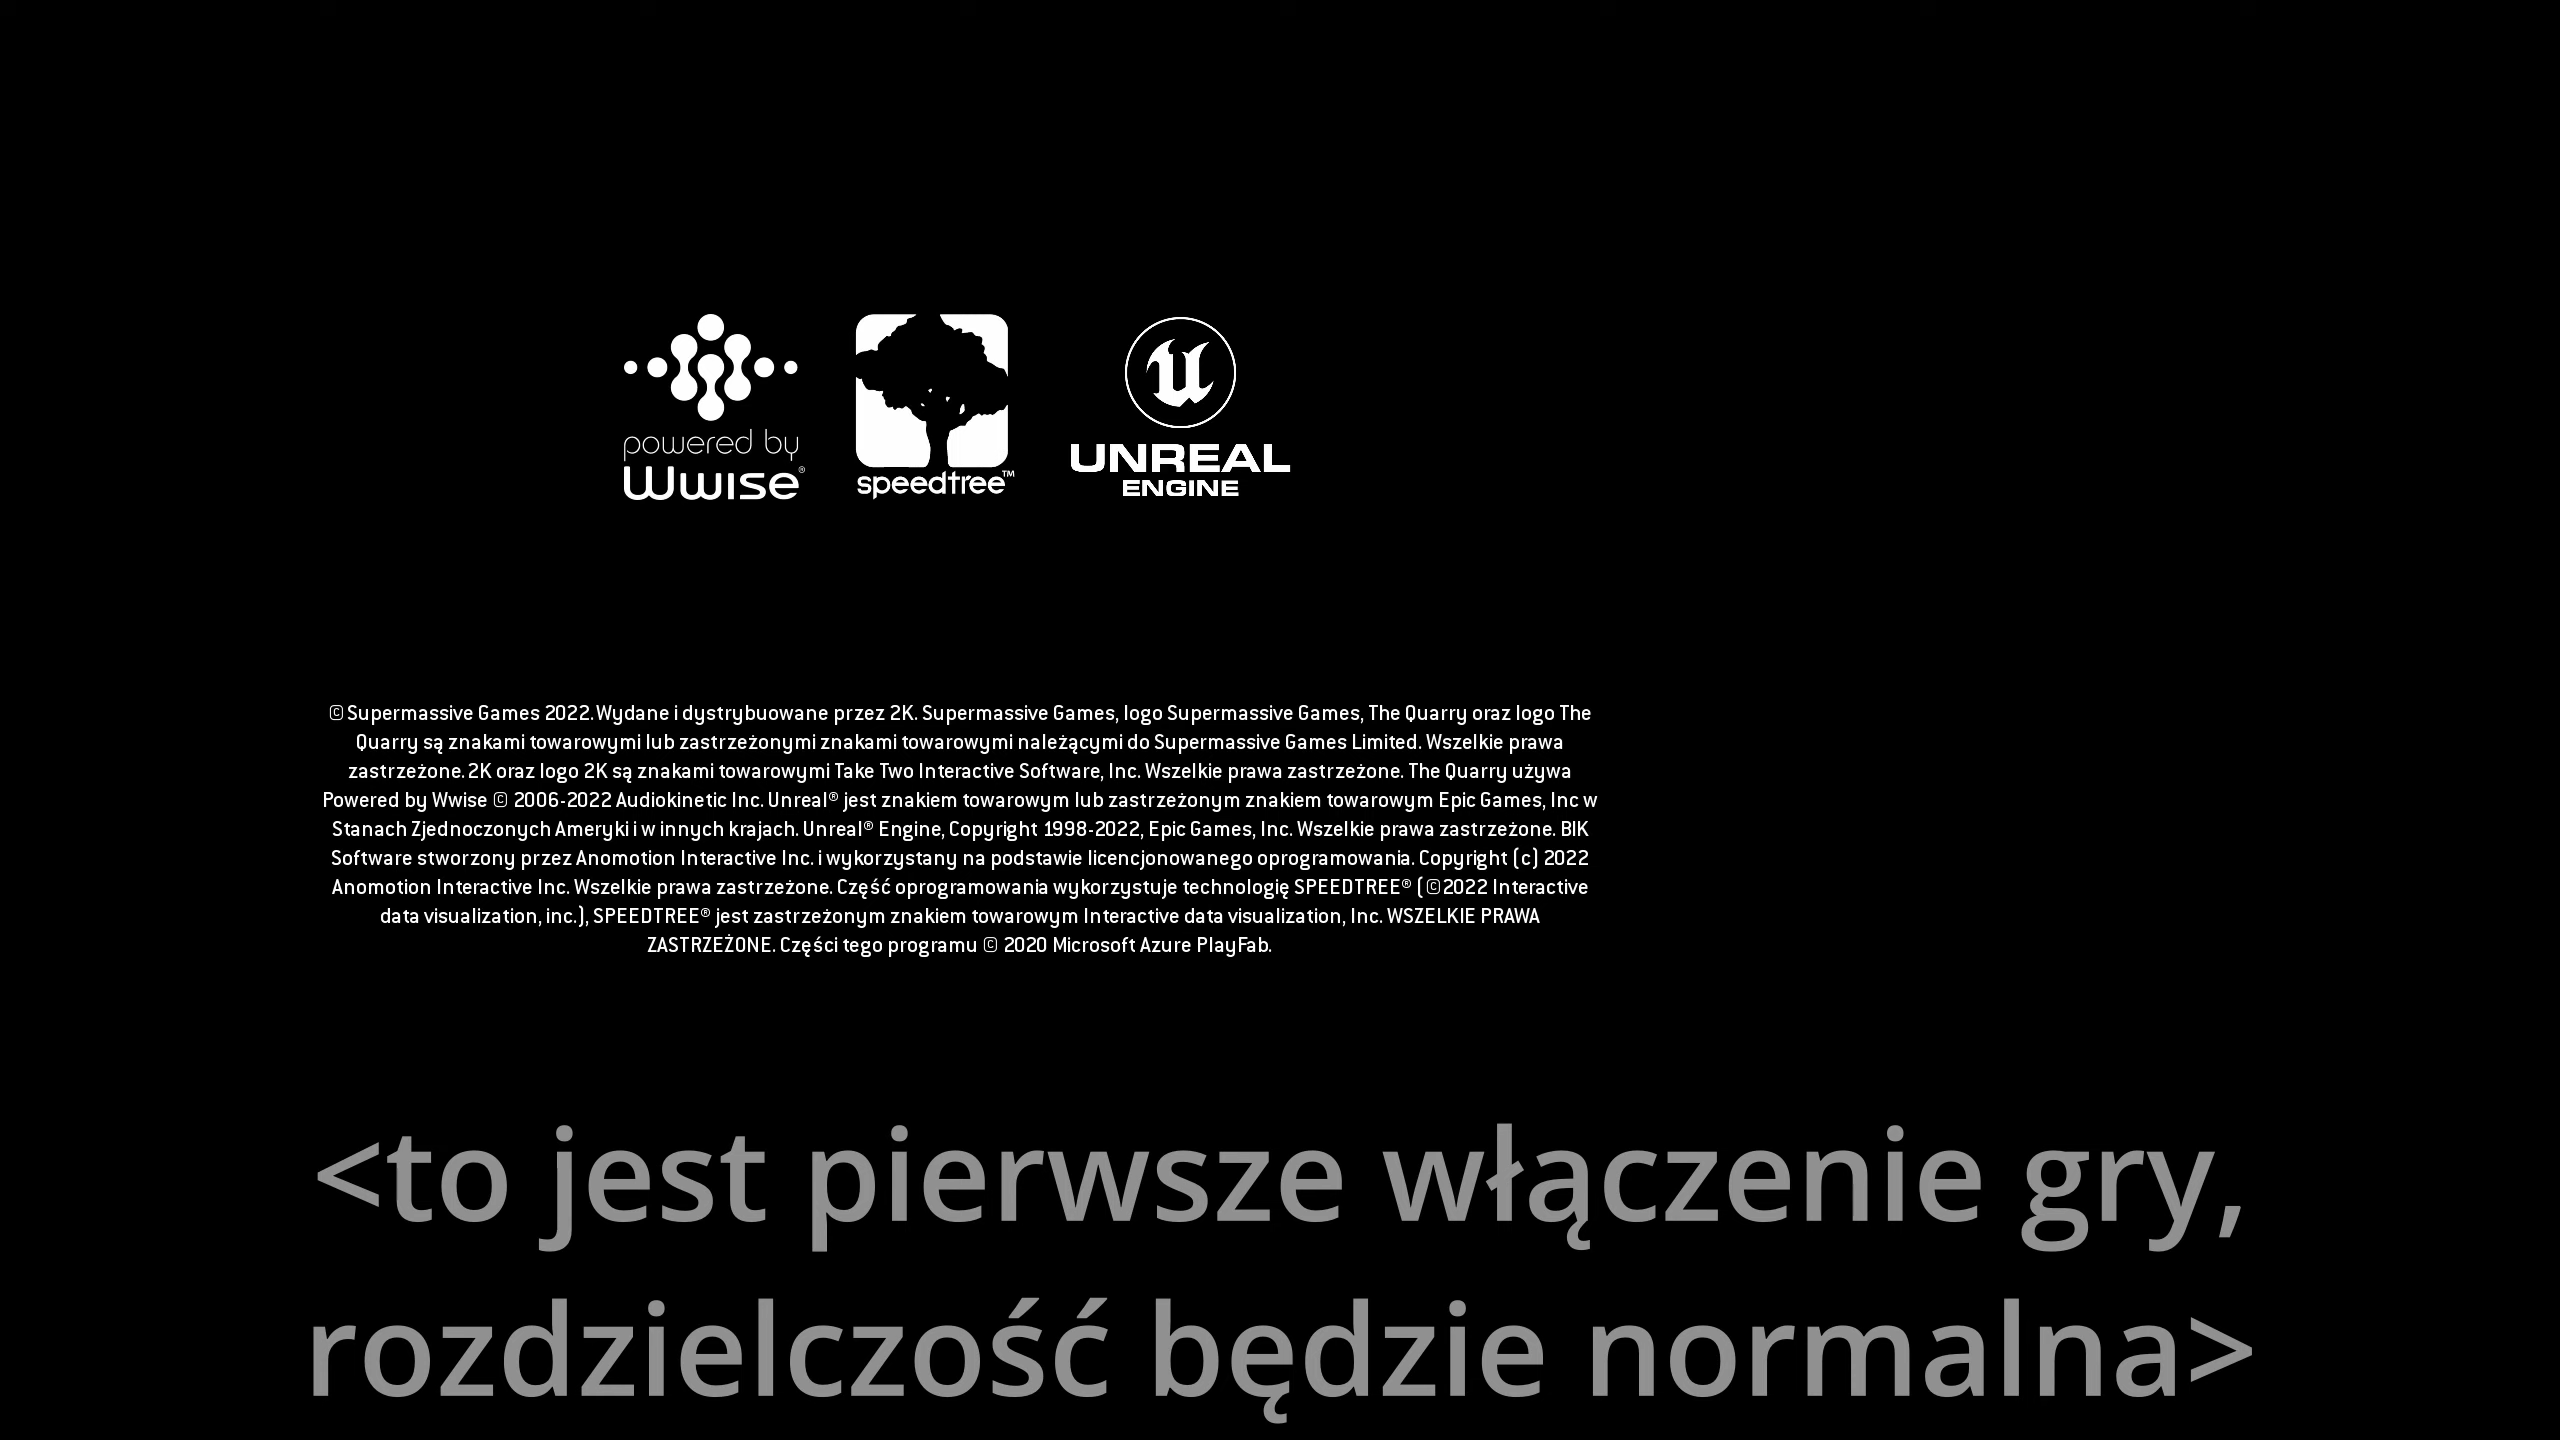 powered by
Wwise®
speedtree™
UNREAL
ENGINE
©Supermassive Games 2022.Wydane i dystrybuowane przez 2K. Supermassive Games, logo Supermassive Games, The Quarry oraz logo The
Quarry są znakami towarowymi lub zastrzeżonymi znakami towarowymi należącymi do Supermassive Games Limited. Wszelkie prawa
zastrzeżone. 2K oraz logo 2K są znakami towarowymi Take Two Interactive Software, Inc. Wszelkie prawa zastrzeżone. The Quarry używa
Powered by Wwise © 2006-2022 Audiokinetic Inc. Unreal® jest znakiem towarowym lub zastrzeżonym znakiem towarowym Epic Games, Inc w
Stanach Zjednoczonych Ameryki i w innych krajach. Unreal® Engine, Copyright 1998-2022, Epic Games, Inc. Wszelkie prawa zastrzeżone. BIK
Software stworzony przez Anomotion Interactive Inc. i wykorzystany na podstawie licencjonowanego oprogramowania. Copyright (c) 2022
Anomotion Interactive Inc. Wszelkie prawa zastrzeżone. Część oprogramowania wykorzystuje technologię SPEEDTREE® (©2022 Interactive
data visualization, inc.), SPEEDTREE® jest zastrzeżonym znakiem towarowym Interactive data visualization, Inc. WSZELKIE PRAWA
ZASTRZEŻONE. Części tego programu © 2020 Microsoft Azure PlayFab.
<to jest pierwsze włączenie gry,
rozdzielczość będzie normalna>